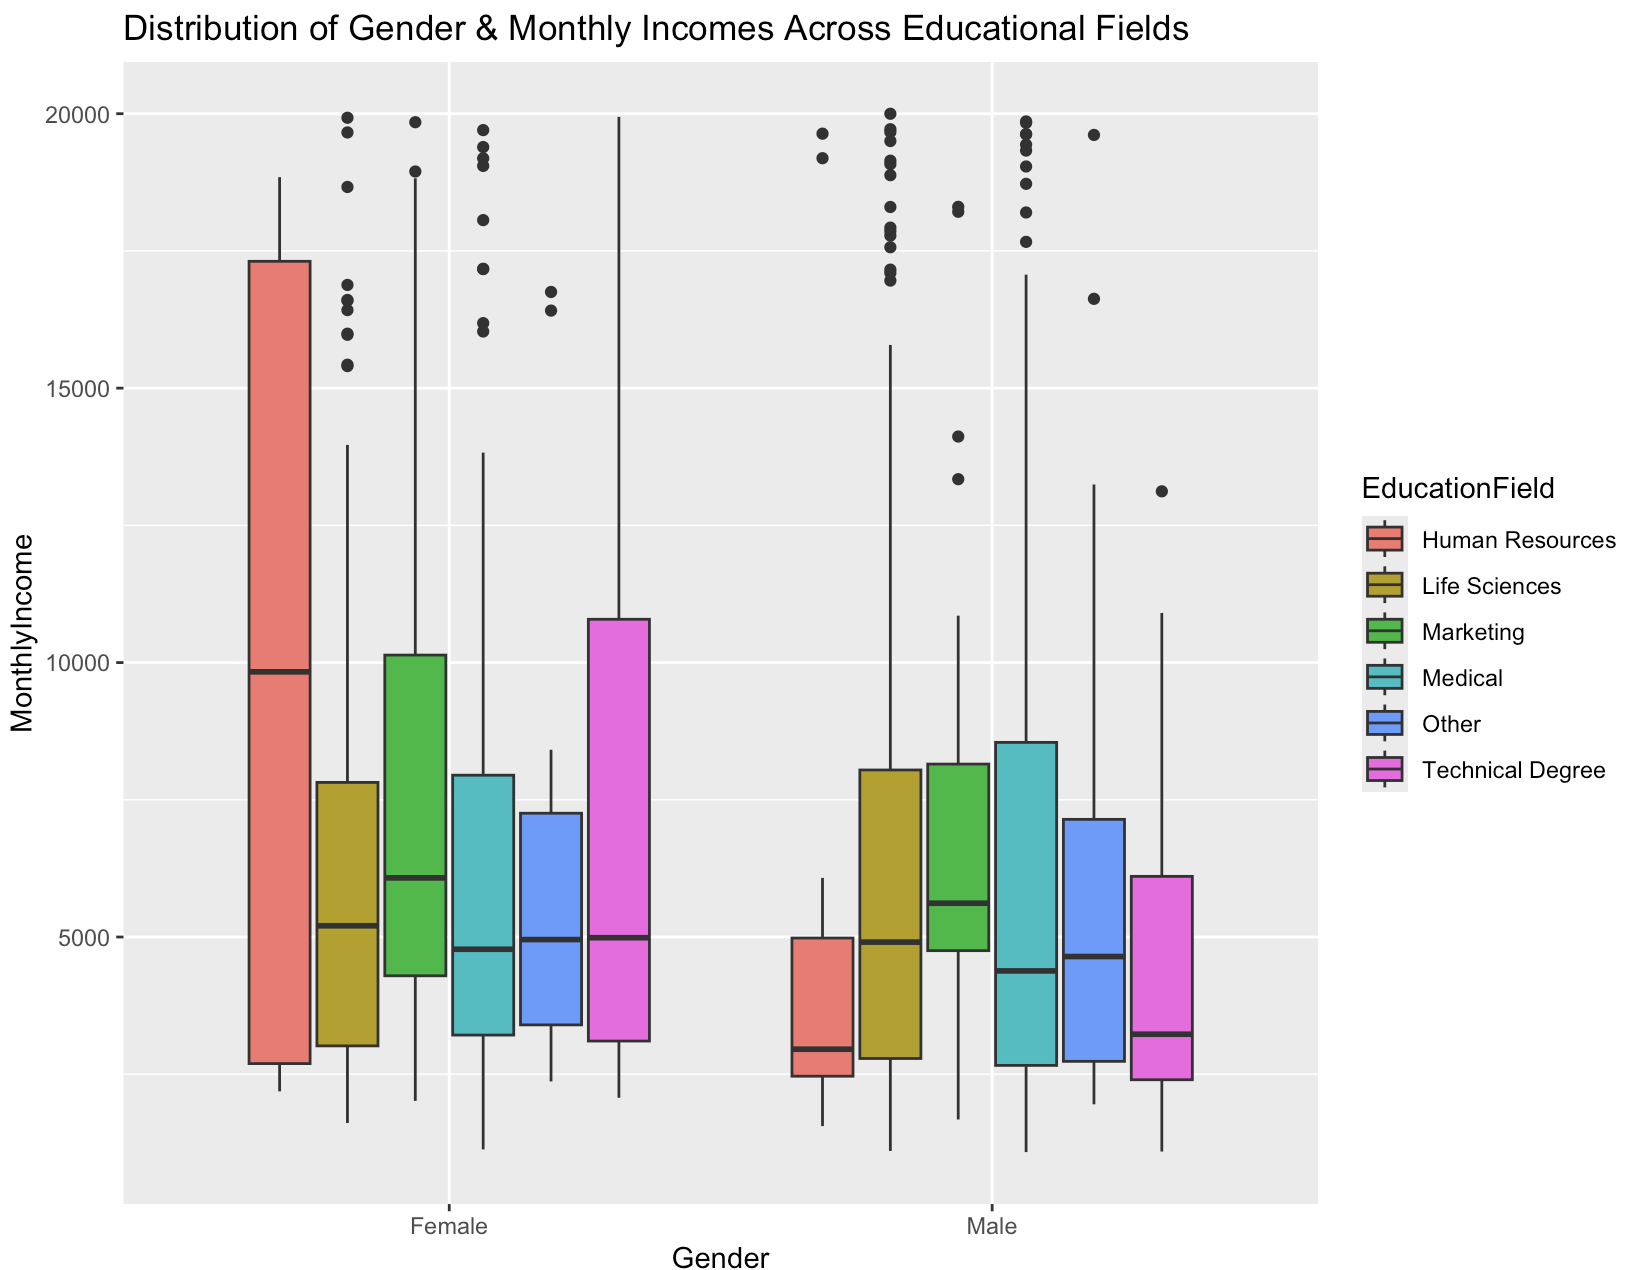 Distribution of Gender & Monthly Incomes Across Educational Fields
MonthlyIncome
20000
15000
10000
5000
Female
Male
Gender
EducationField
Human Resources
Life Sciences
Marketing
Medical
Other
Technical Degree